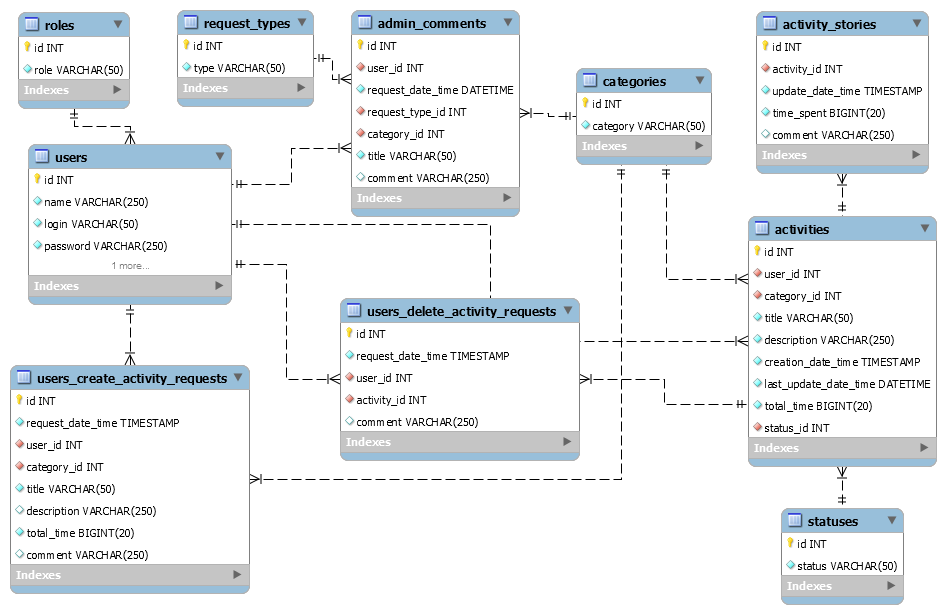 roles
id INT
role VARCHAR(50)
Indexes
request_types
id INT
type VARCHAR(50)
Indexes
admin_comments
id INT
user_id INT
request_date_time DATETIME
request_type_id INT
category_id INT
title VARCHAR(50)
comment VARCHAR(250)
Indexes
categories
id INT
category VARCHAR(50)
Indexes
activity_stories
id INT
activity_id INT
update_date_time TIMESTAMP
time_spent BIGINT(20)
comment VARCHAR(250)
Indexes
users
id INT
name VARCHAR(250)
login VARCHAR(50)
password VARCHAR(250)
1 more...
Indexes
activities
id INT
user_id INT
category_id INT
title VARCHAR(50)
description VARCHAR(250)
creation_date_time TIMESTAMP
last_update_date_time DATETIME
total_time BIGINT(20)
status_id INT
Indexes
users_delete_activity_requests
id INT
request_date_time TIMESTAMP
user_id INT
activity_id INT
comment VARCHAR(250)
Indexes
users_create_activity_requests
id INT
request_date_time TIMESTAMP
user_id INT
category_id INT
title VARCHAR(50)
description VARCHAR(250)
total_time BIGINT(20)
comment VARCHAR(250)
Indexes
statuses
id INT
status VARCHAR(50)
Indexes